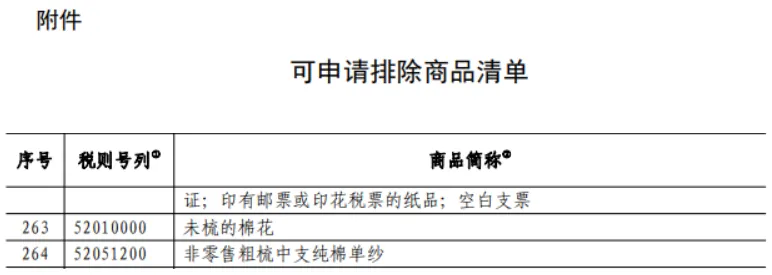 附件
可申请排除商品清单
序号 税则号列① 商品简称②
证；印有邮票或印花税票的纸品；空白支票
263 52010000 未梳的棉花
264 52051200 非零售粗梳中支纯棉单纱